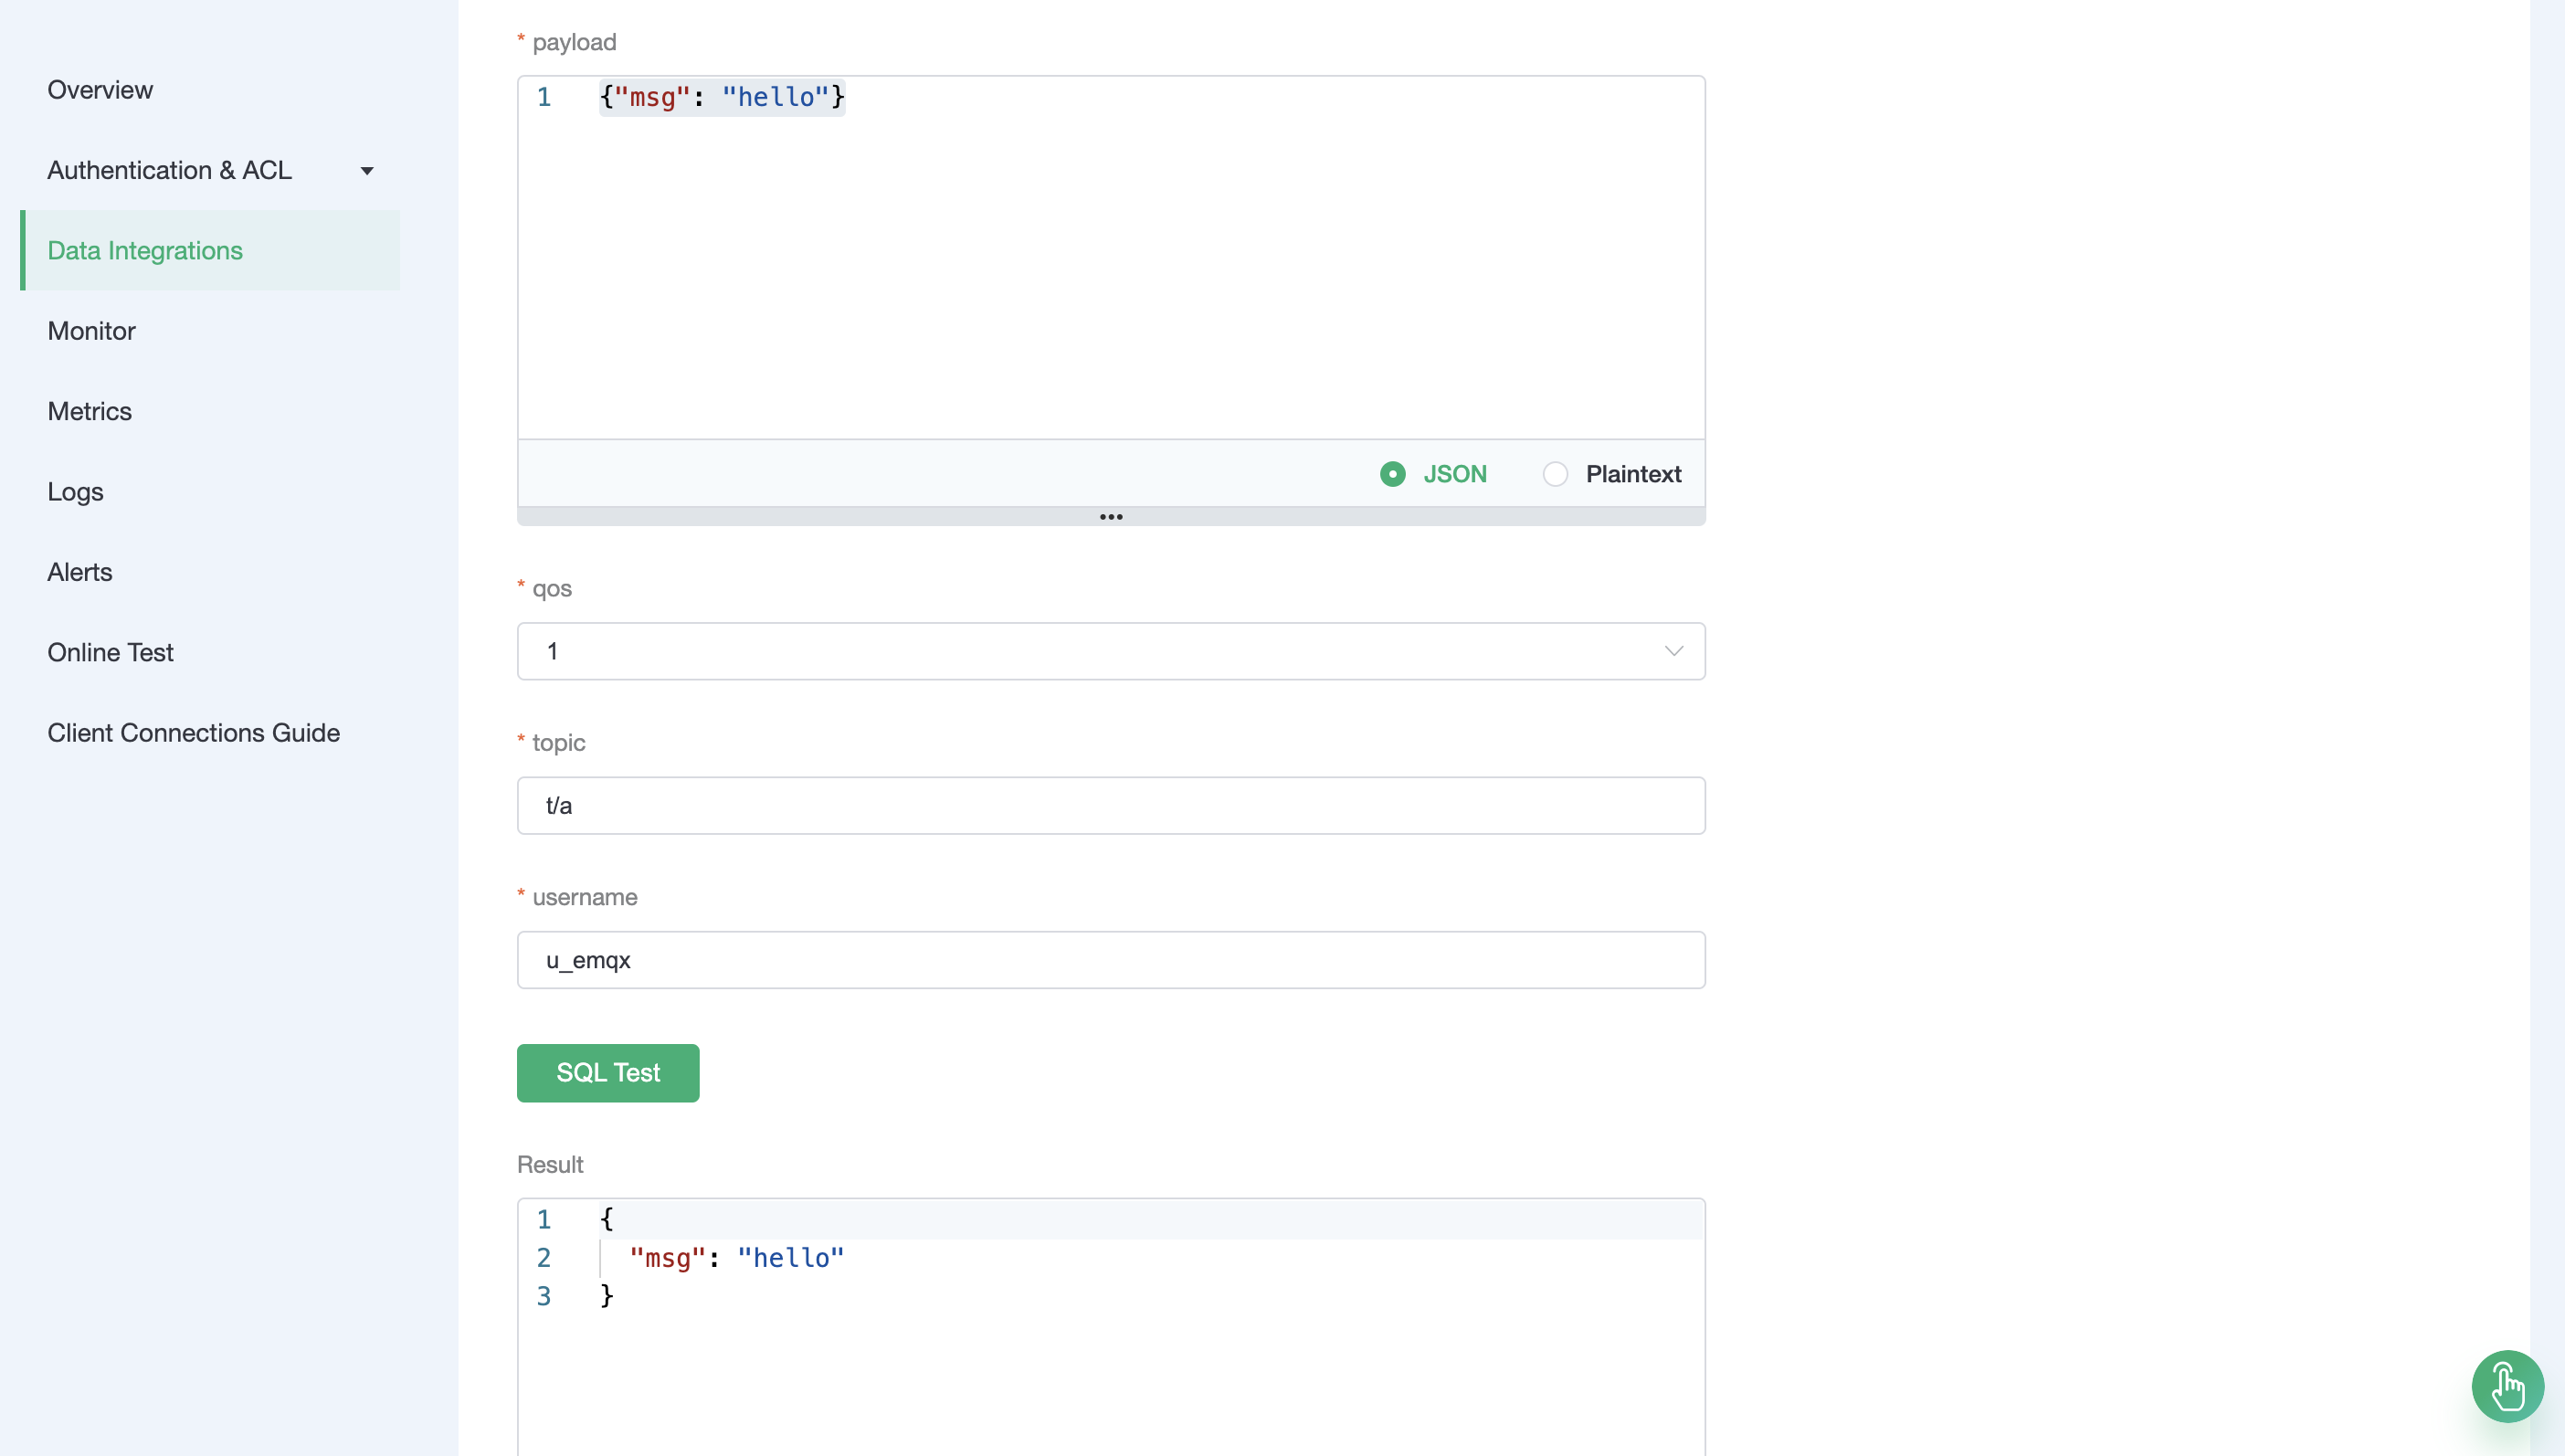 Overview
Authentication & ACL
Data Integrations
Monitor
Metrics
Logs
Alerts
Online Test
Client Connections Guide
* payload
1 {"msg": "hello"}
JSON Plaintext
* qos
1
* topic
t/a
* username
u_emqx
SQL Test
Result
1 {
2 "msg": "hello"
3 }